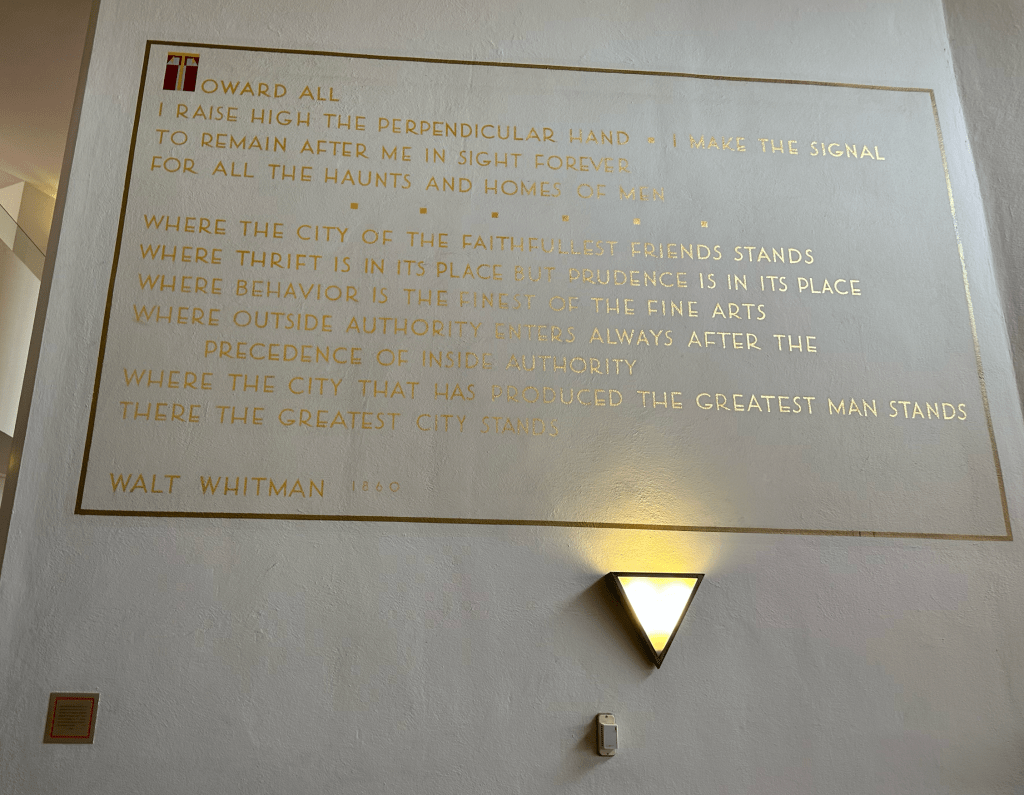 TOWARD ALL
I RAISE HIGH THE PERPENDICULAR HAND • I MAKE THE SIGNAL
TO REMAIN AFTER ME IN SIGHT FOREVER
FOR ALL THE HAUNTS AND HOMES OF MEN
WHERE THE CITY OF THE FAITHFULLEST FRIENDS STANDS
WHERE THRIFT IS IN ITS PLACE BUT PRUDENCE IS IN ITS PLACE
WHERE BEHAVIOR IS THE FINEST OF THE FINE ARTS
WHERE OUTSIDE AUTHORITY ENTERS ALWAYS AFTER THE
PRECEDENCE OF INSIDE AUTHORITY
WHERE THE CITY THAT HAS PRODUCED THE GREATEST MAN STANDS
THERE THE GREATEST CITY STANDS
WALT WHITMAN 1860